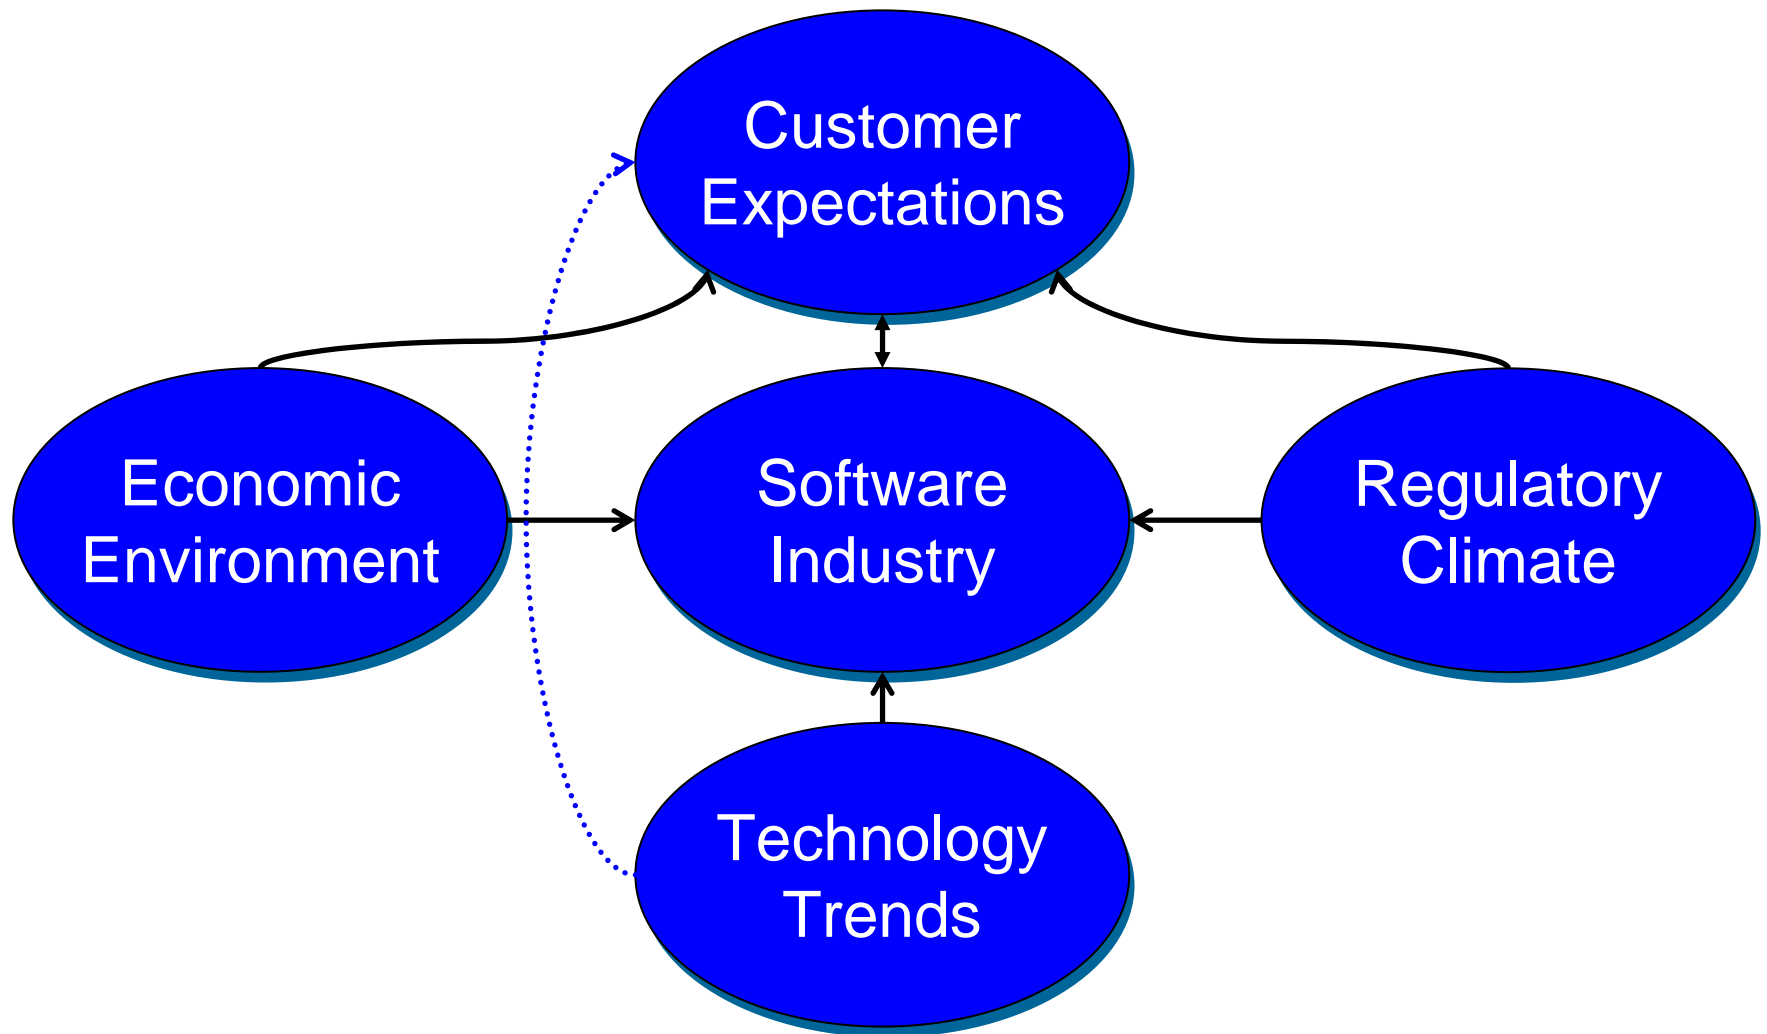 Customer
Expectations
Economic
Environment
Software
Industry
Regulatory
Climate
Technology
Trends